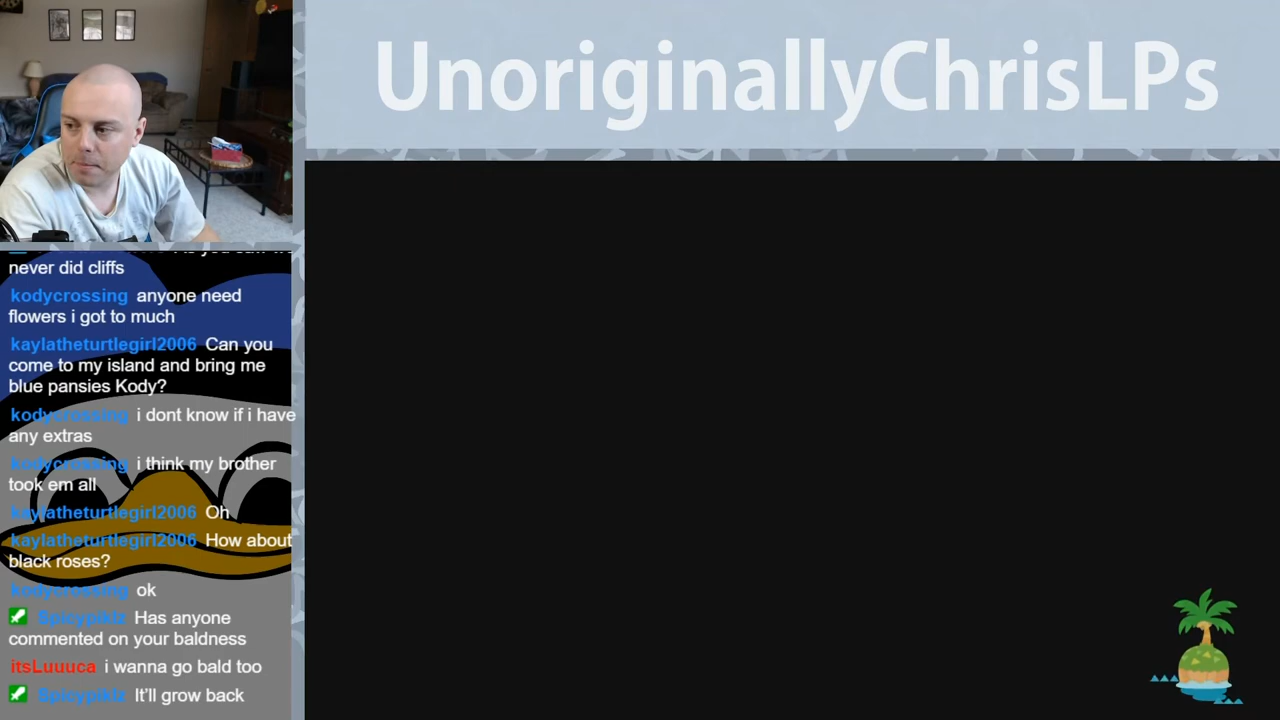 UnoriginallyChrisLPs
never did cliffs
kodycrossing anyone need
flowers i got to much
kaylatheturtlegirl2006 Can you
come to my island and bring me
blue pansies Kody?
kodycrossing i dont know if i have
any extras
kodycrossing i think my brother
took em all
kaylatheturtlegirl2006 Oh
kaylatheturtlegirl2006 How about
black roses?
kodycrossing ok
Spicypiklz Has anyone
commented on your baldness
itsLuuuca i wanna go bald too
Spicypiklz It'll grow back